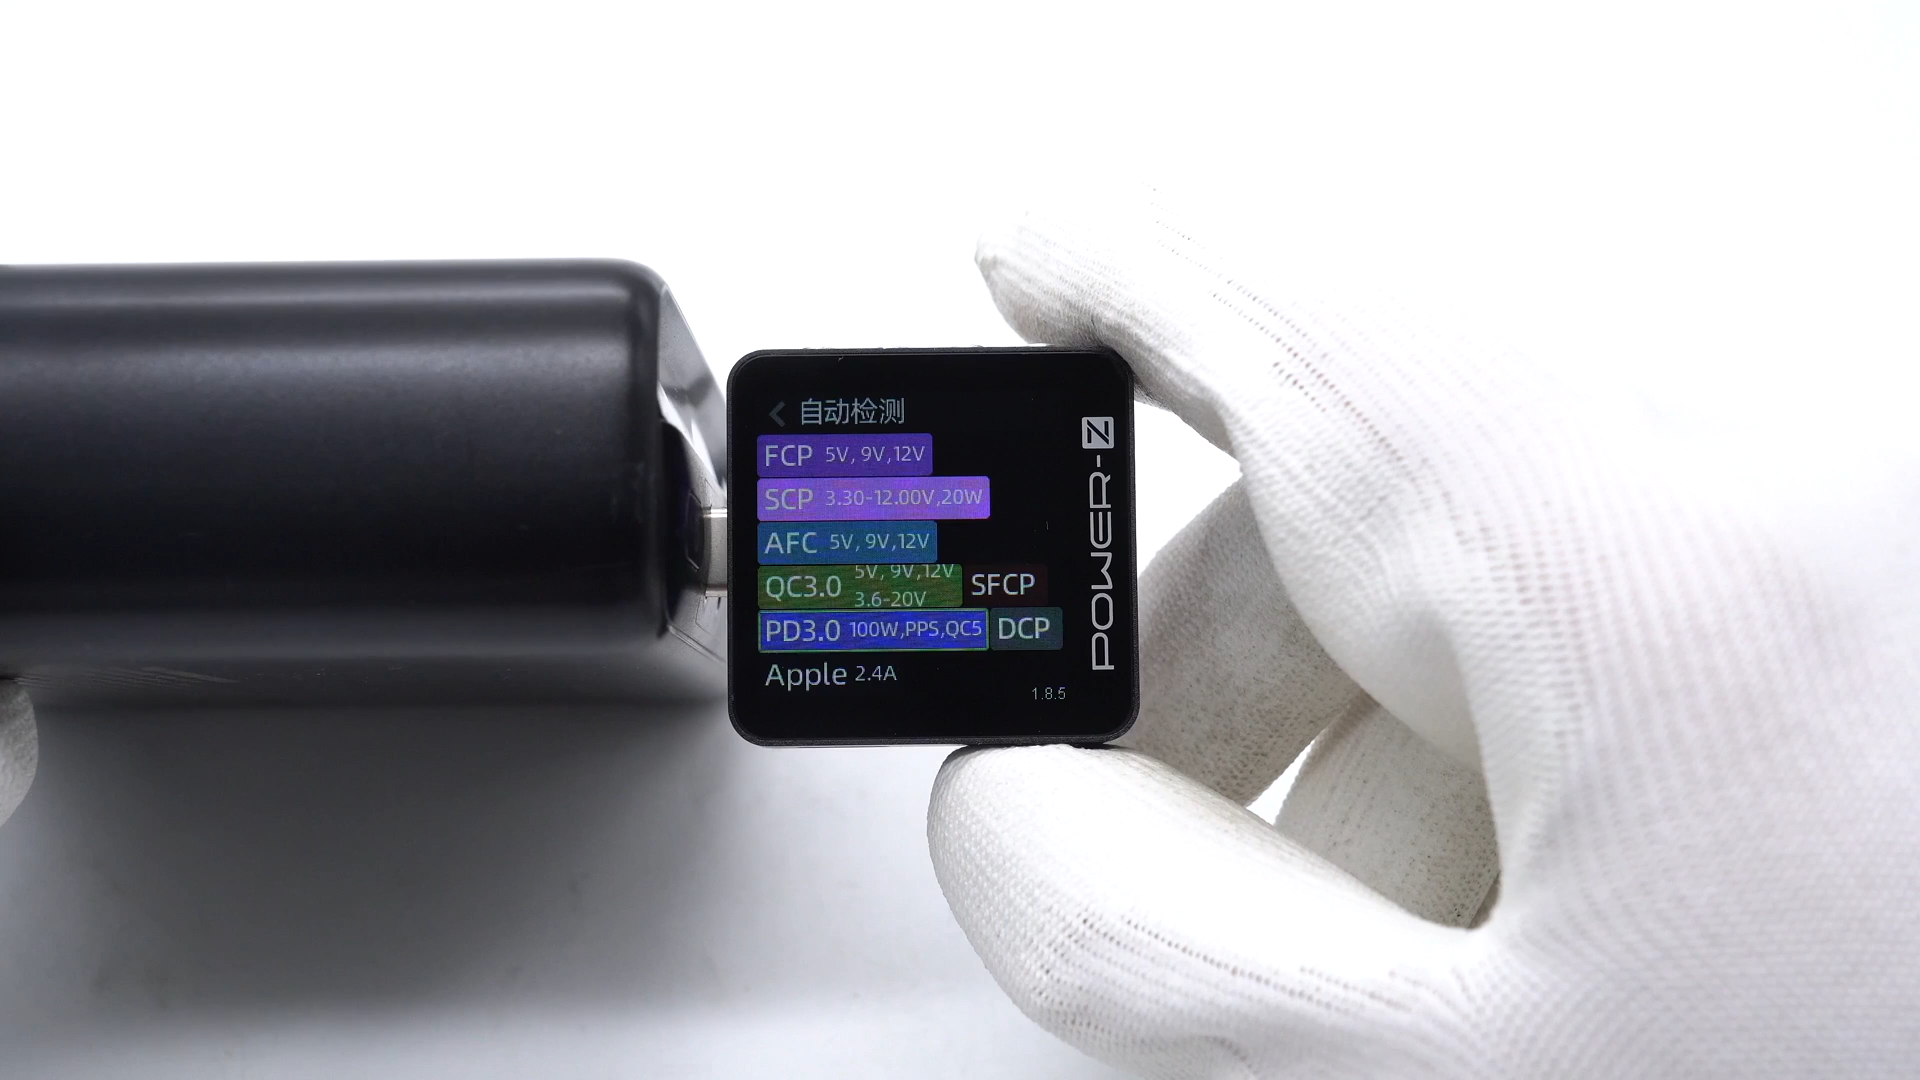 自动检测
FCP 5V, 9V,12V
SCP 3.30-12.00V,20W
AFC 5V, 9V,12V
QC3.0 5V, 9V,12V 3.6-20V SFCP
PD3.0 100W,PPS,QC5 DCP
Apple 2.4A
1.8.5
POWER-Z